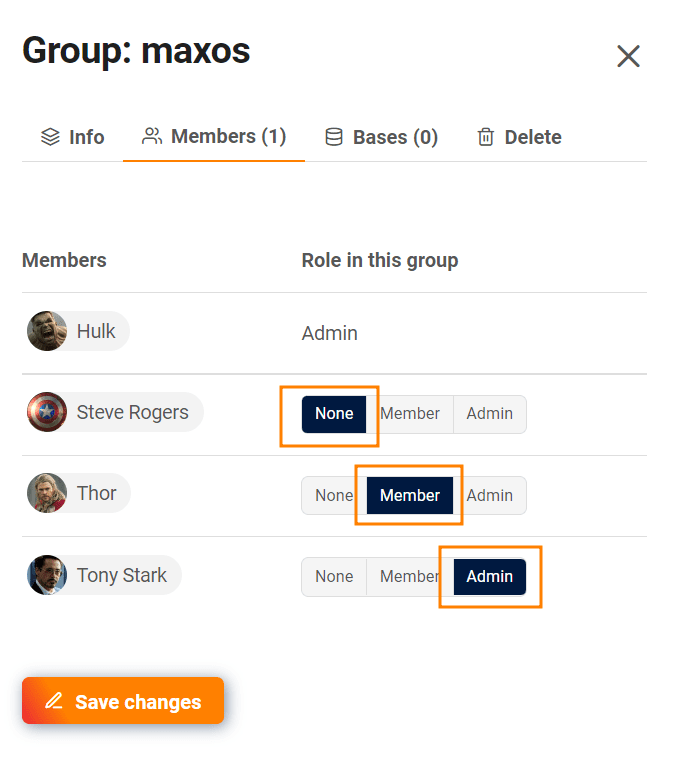 Group: maxos
Info Members (1) Bases (0) Delete
Members Role in this group
Hulk Admin
Steve Rogers None Member Admin
Thor None Member Admin
Tony Stark None Member Admin
Save changes